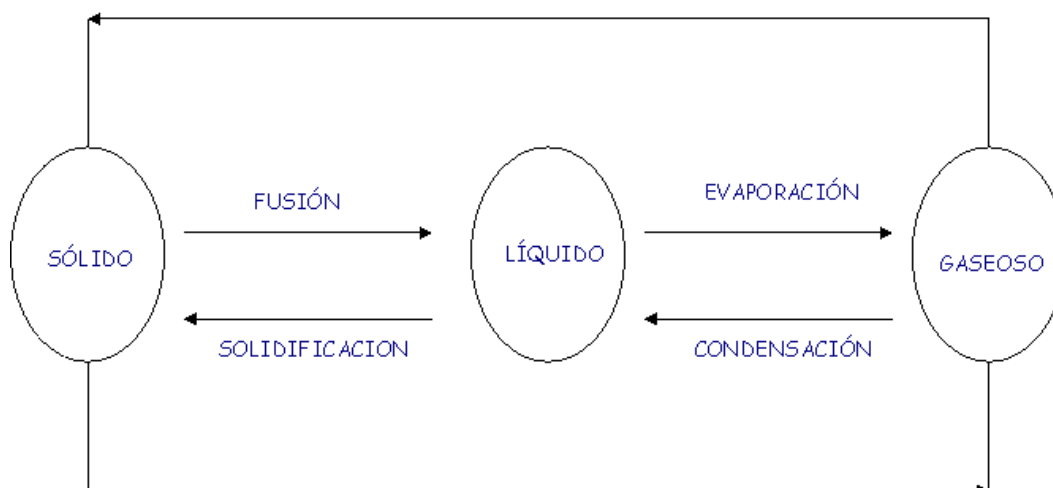 FUSIÓN
EVAPORACIÓN
SÓLIDO
LÍQUIDO
GASEOSO
SOLIDIFICACION
CONDENSACIÓN